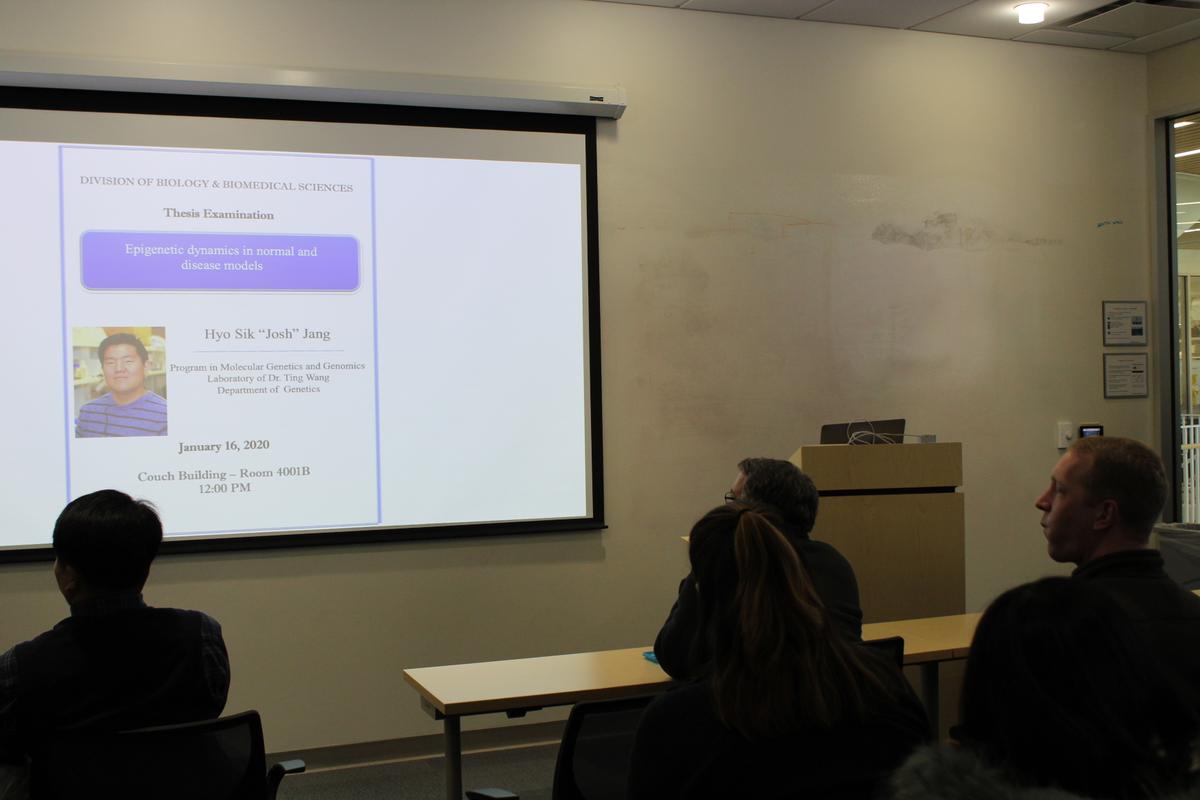 DIVISION OF BIOLOGY & BIOMEDICAL SCIENCES
Thesis Examination
Epigenetic dynamics in normal and
disease models
Hyo Sik “Josh” Jang
Program in Molecular Genetics and Genomics
Laboratory of Dr. Ting Wang
Department of Genetics
January 16, 2020
Couch Building – Room 4001B
12:00 PM